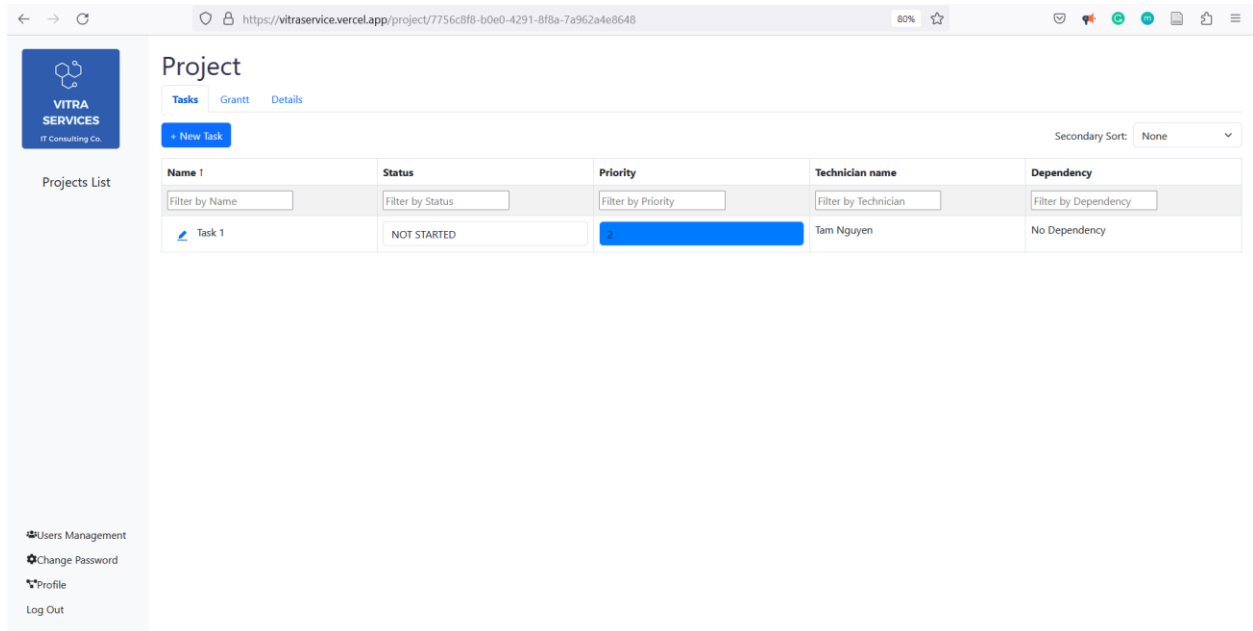 https://vitraservice.vercel.app/project/7756c8f8-b0e0-4291-8f8a-7a962a4e8648 80%
VITRA
SERVICES
IT Consulting Co.
Projects List
Project
Tasks Grantt Details
+ New Task Secondary Sort: None
Name ↑ Status Priority Technician name Dependency
Filter by Name Filter by Status Filter by Priority Filter by Technician Filter by Dependency
Task 1 NOT STARTED 2 Tam Nguyen No Dependency
Users Management
Change Password
Profile
Log Out